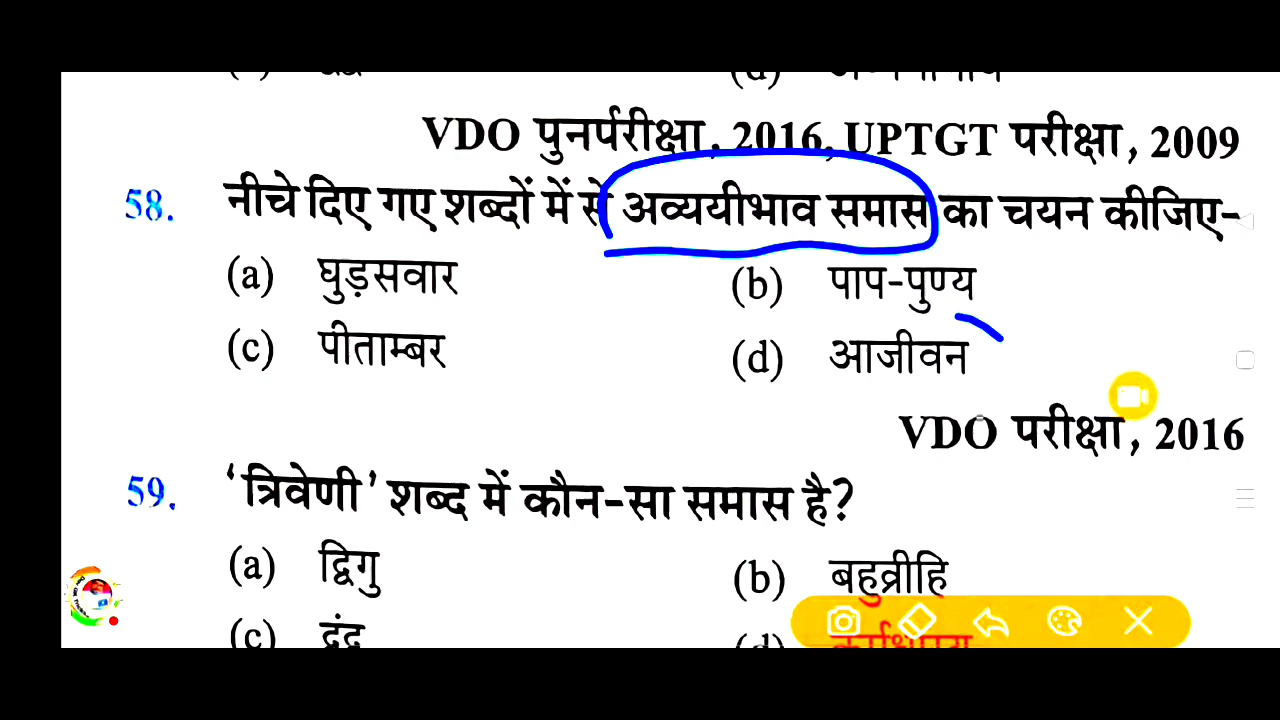 VDO पुनर्परीक्षा, 2016, UPTGT परीक्षा, 2009
58. नीचे दिए गए शब्दों में से अव्ययीभाव समास का चयन कीजिए-
(a) घुड़सवार (b) पाप-पुण्य
(c) पीताम्बर (d) आजीवन
VDO परीक्षा, 2016
59. 'त्रिवेणी' शब्द में कौन-सा समास है?
(a) द्विगु (b) बहुव्रीहि
(c) द्वंद्व (d)